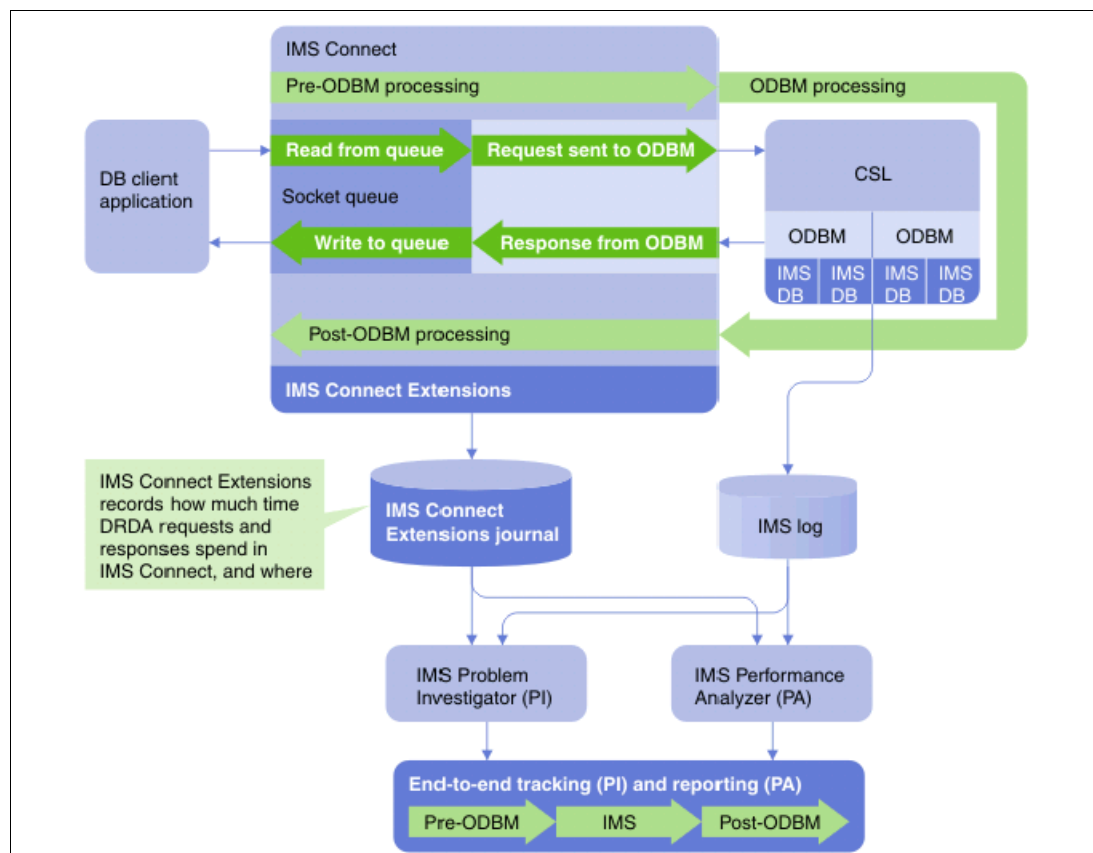 IMS Connect
Pre-ODBM processing
ODBM processing
DB client
application
Read from queue
Request sent to ODBM
Socket queue
Write to queue
Response from ODBM
CSL
ODBM
ODBM
IMS
DB
IMS
DB
IMS
DB
IMS
DB
Post-ODBM processing
IMS Connect Extensions
IMS Connect Extensions
records how much time
DRDA requests and
responses spend in
IMS Connect, and where
IMS Connect
Extensions journal
IMS log
IMS Problem
Investigator (PI)
IMS Performance
Analyzer (PA)
End-to-end tracking (PI) and reporting (PA)
Pre-ODBM
IMS
Post-ODBM